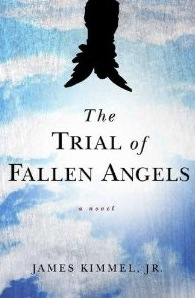 The
TRIAL of
FALLEN ANGELS
a novel
JAMES KIMMEL, JR.